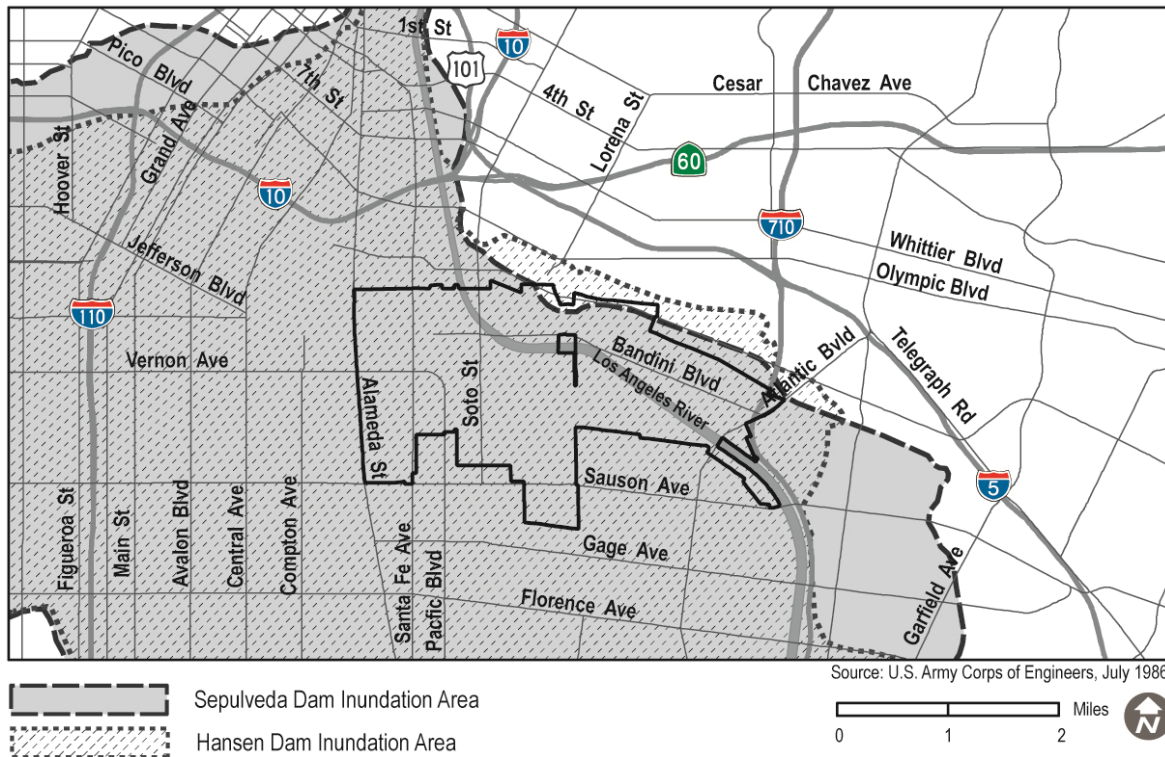 1st St
10
101
Pico Blvd
7th St
4th St
Cesar Chavez Ave
Lorena St
60
Hoover St
Grand Ave
10
710
Jefferson Blvd
Whittier Blvd
Olympic Blvd
110
Vernon Ave
Alameda St
Soto St
Bandini Blvd
Los Angeles River
Atlantic Bvld
Telegraph Rd
Sauson Ave
5
Figueroa St
Main St
Avalon Blvd
Central Ave
Compton Ave
Santa Fe Ave
Pacfic Blvd
Gage Ave
Florence Ave
Garfield Ave
Source: U.S. Army Corps of Engineers, July 1986
Sepulveda Dam Inundation Area
Hansen Dam Inundation Area
Miles
0 1 2
N